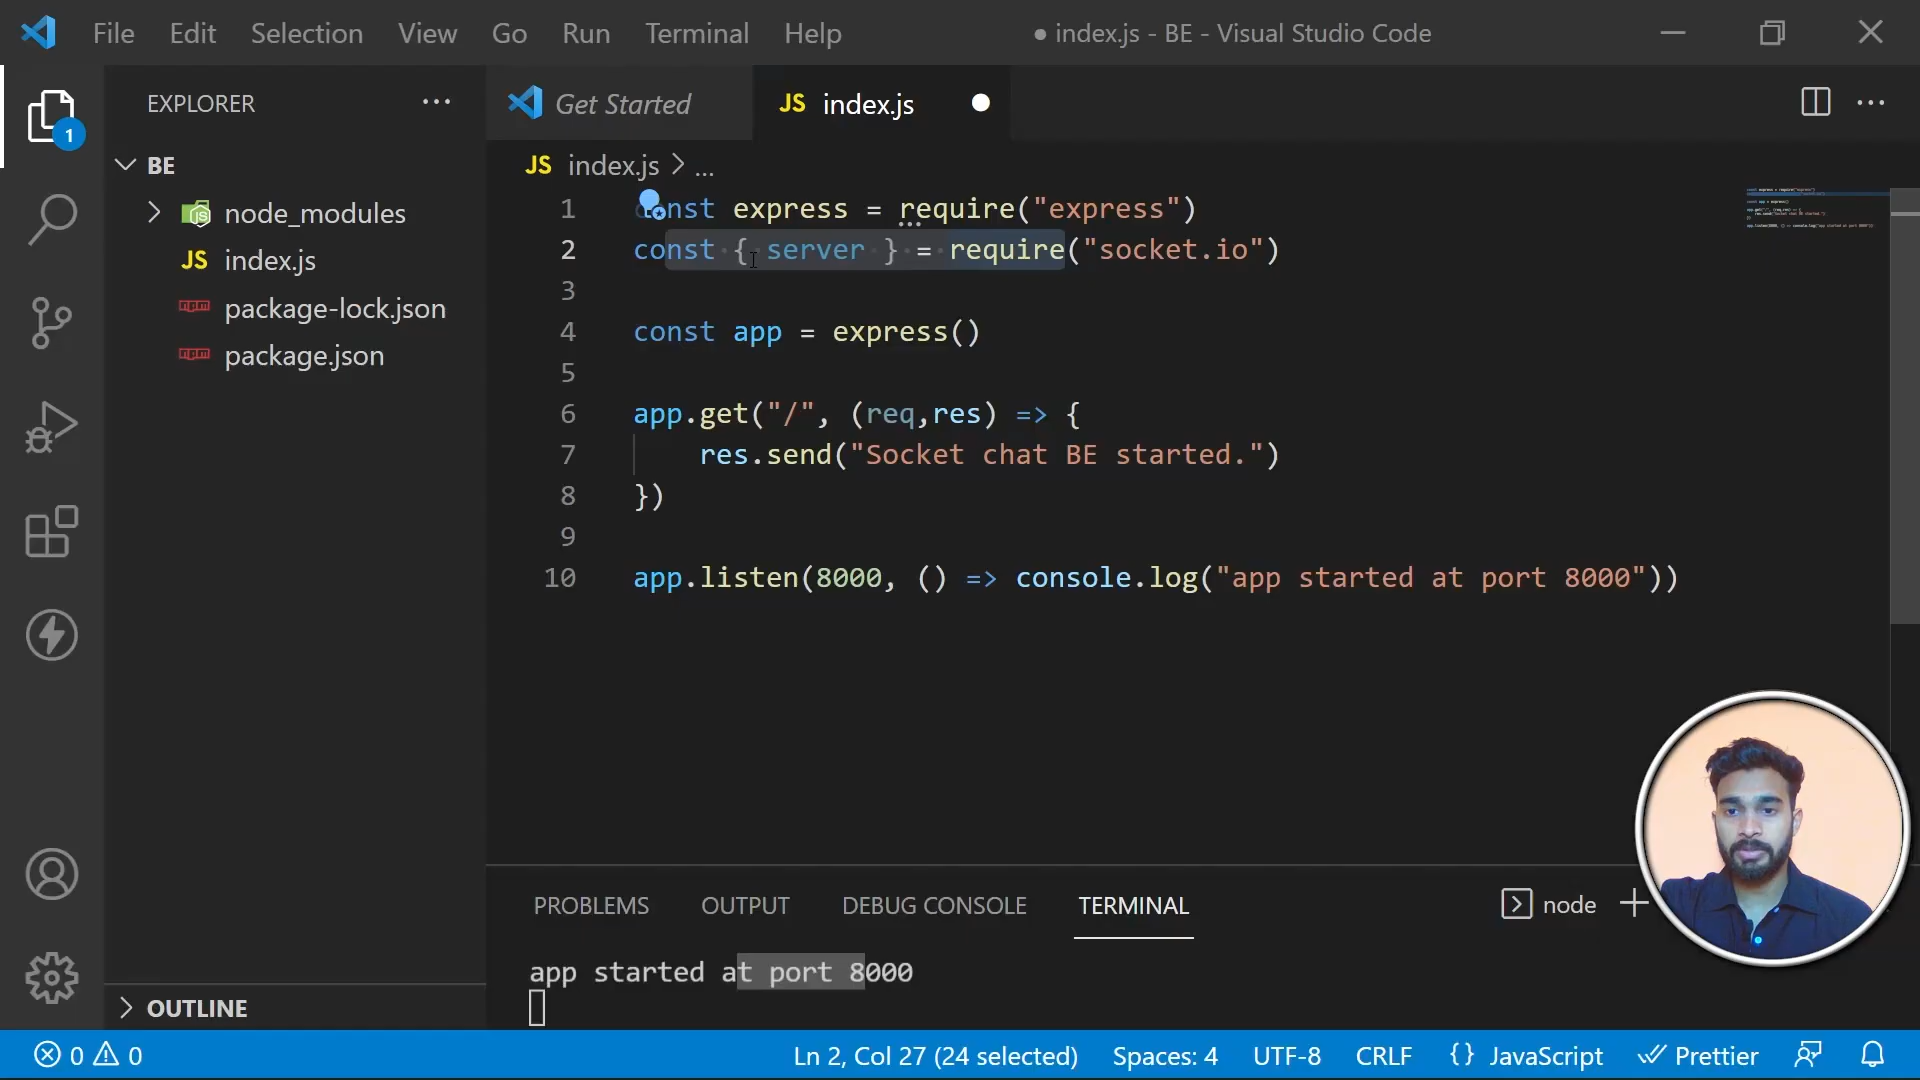 File Edit Selection View Go Run Terminal Help
● index.js - BE - Visual Studio Code
EXPLORER
Get Started
JS index.js
1
BE
JS index.js > ...
node_modules
JS index.js
package-lock.json
package.json
1 const express = require("express")
2 const { server } = require("socket.io")
3
4 const app = express()
5
6 app.get("/", (req,res) => {
7 res.send("Socket chat BE started.")
8 })
9
10 app.listen(8000, () => console.log("app started at port 8000"))
PROBLEMS OUTPUT DEBUG CONSOLE TERMINAL
node
app started at port 8000
OUTLINE
0 0
Ln 2, Col 27 (24 selected) Spaces: 4 UTF-8 CRLF {} JavaScript Prettier